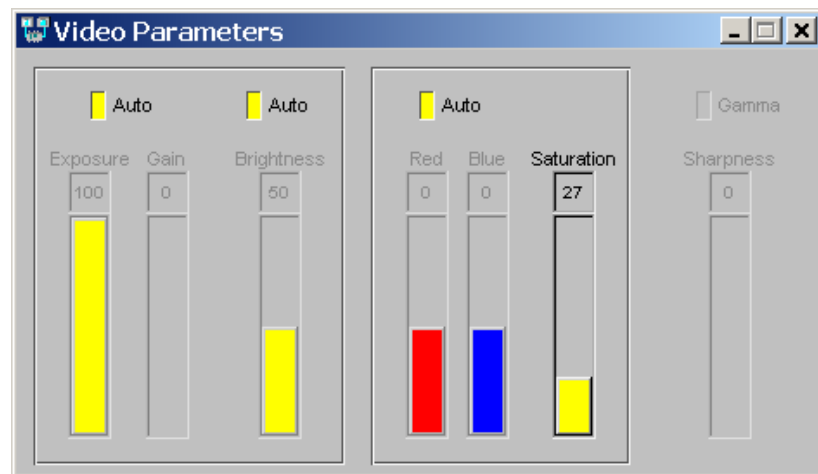 Video Parameters
Auto Auto Auto Gamma
Exposure Gain Brightness Red Blue Saturation Sharpness
100 0 50 0 0 27 0